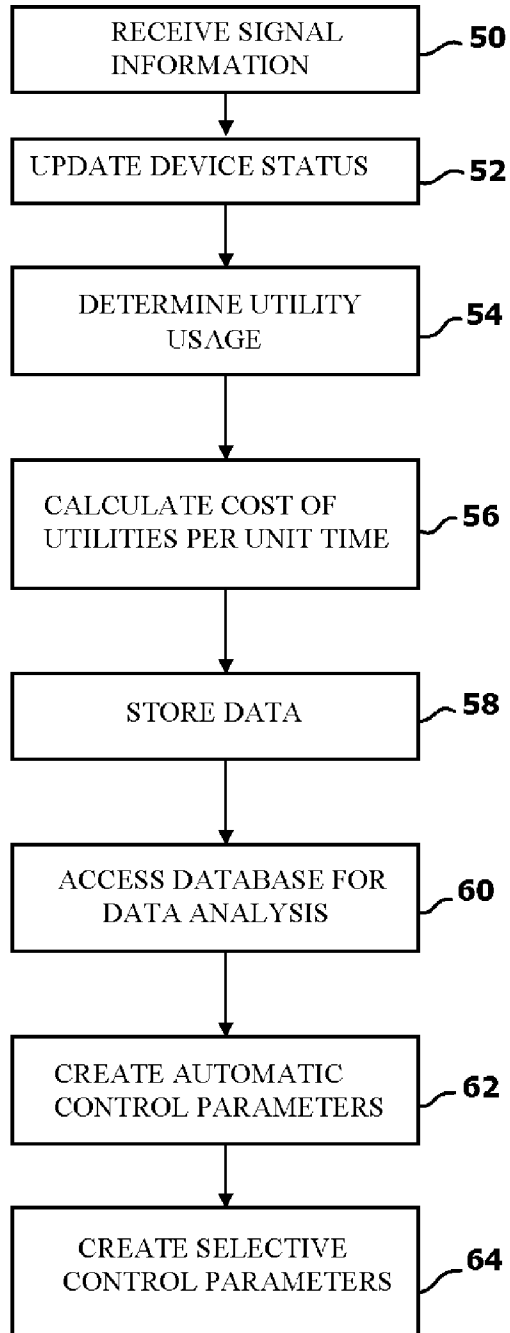 RECEIVE SIGNAL
INFORMATION
50
UPDATE DEVICE STATUS
52
DETERMINE UTILITY
USAGE
54
CALCULATE COST OF
UTILITIES PER UNIT TIME
56
STORE DATA
58
ACCESS DATABASE FOR
DATA ANALYSIS
60
CREATE AUTOMATIC
CONTROL PARAMETERS
62
CREATE SELECTIVE
CONTROL PARAMETERS
64